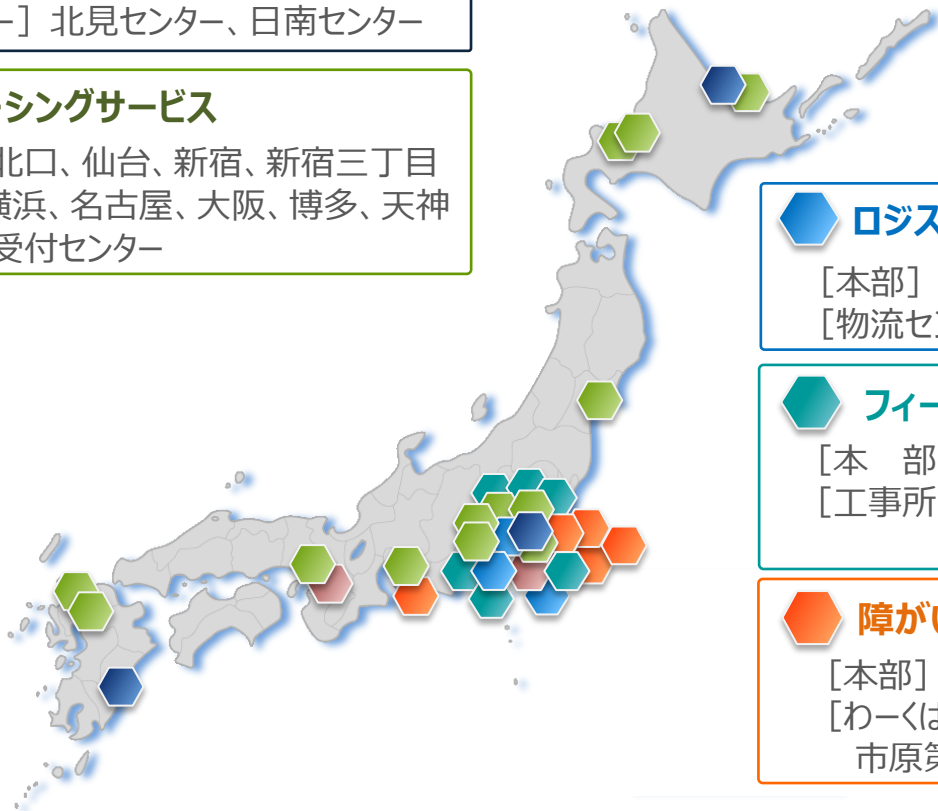 ー］北見センター、日南センター
ーシングサービス
北口、仙台、新宿、新宿三丁目
横浜、名古屋、大阪、博多、天神
受付センター
ロジス
［本部］
［物流セ
フィー
［本　部
［工事所
障がい
［本部］
［わーくは
市原第